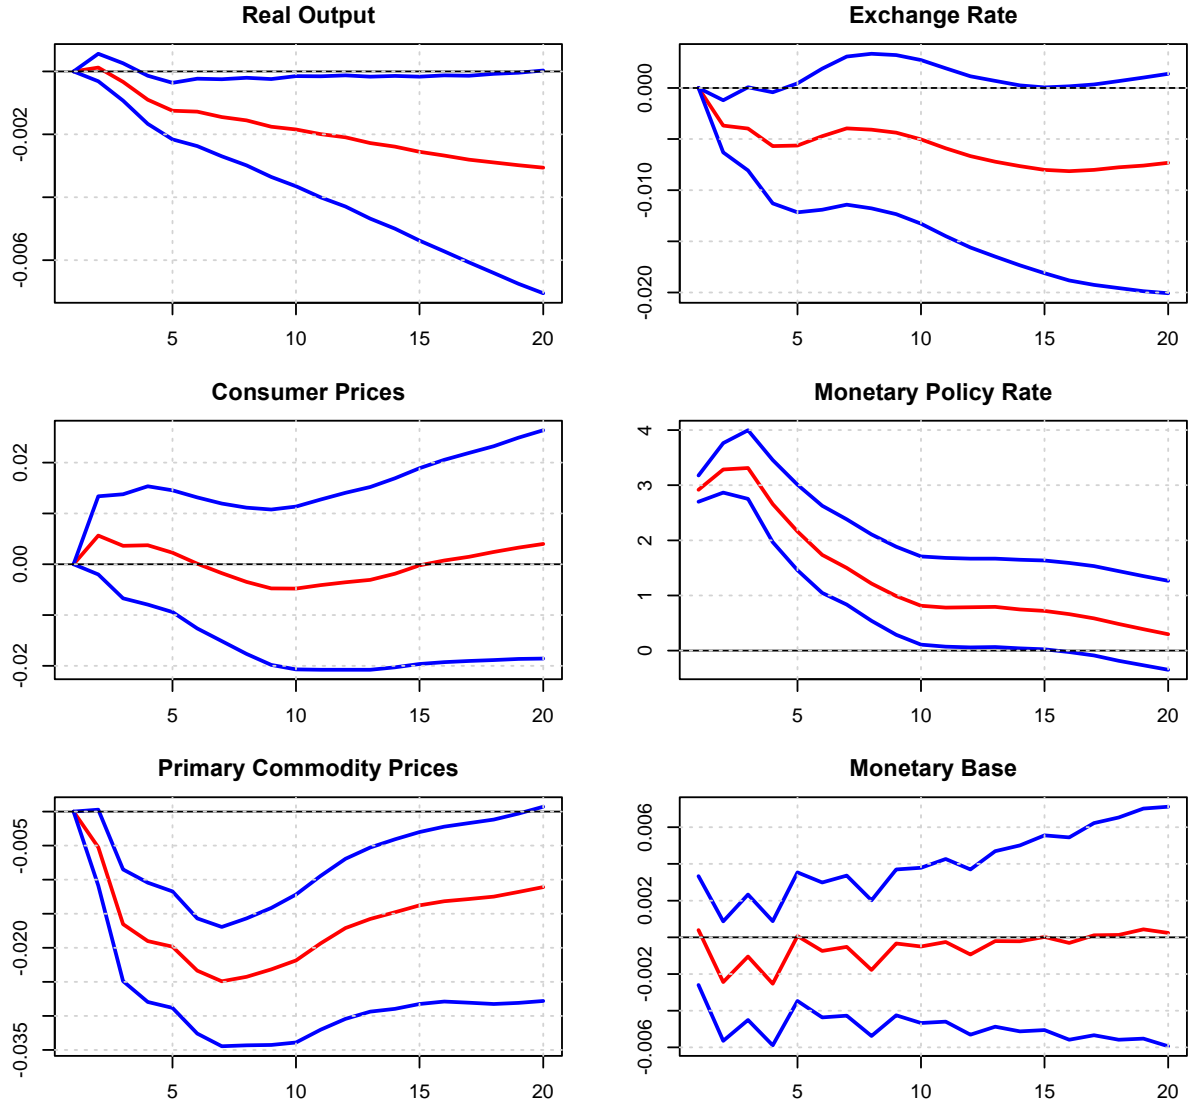 Real Output
-0.002
-0.006
5 10 15 20
Exchange Rate
0.000
-0.010
-0.020
5 10 15 20
Consumer Prices
0.02
0.00
-0.02
5 10 15 20
Monetary Policy Rate
4
3
2
1
0
5 10 15 20
Primary Commodity Prices
-0.005
-0.020
-0.035
5 10 15 20
Monetary Base
0.006
0.002
-0.002
-0.006
5 10 15 20